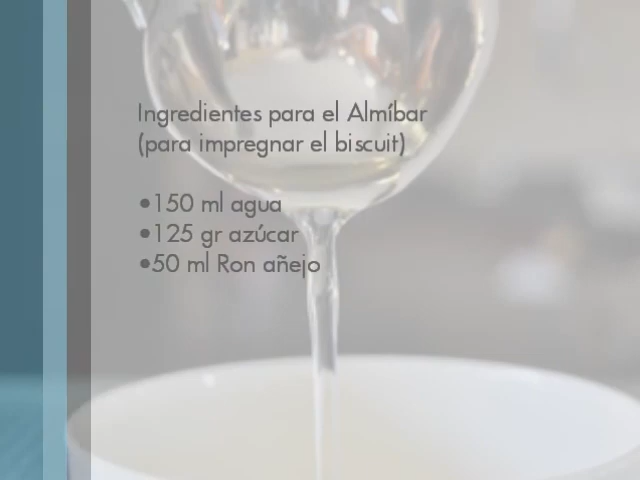 Ingredientes para el Almíbar
(para impregnar el biscuit)
•150 ml agua
•125 gr azúcar
•50 ml Ron añejo